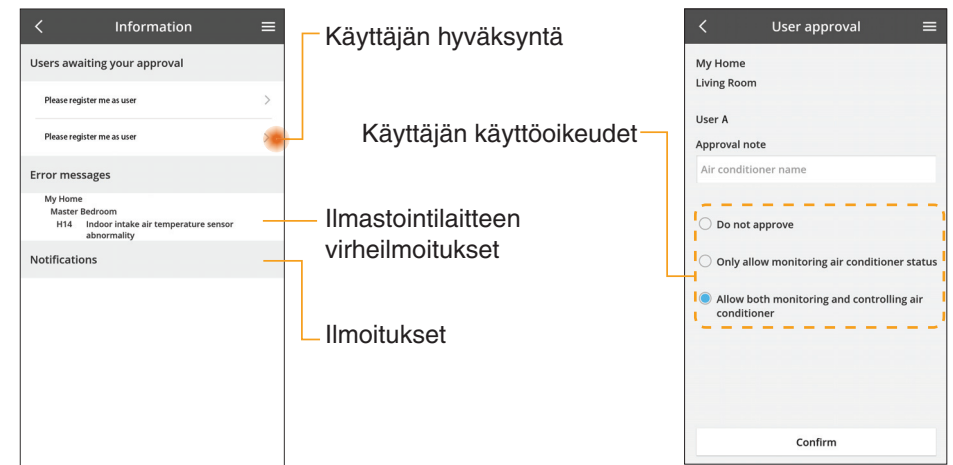 Information
Users awaiting your approval
Please register me as user
Please register me as user
Error messages
My Home
Master Bedroom
H14 Indoor intake air temperature sensor
abnormality
Notifications
Käyttäjän hyväksyntä
Käyttäjän käyttöoikeudet
Ilmastointilaitteen
virheilmoitukset
Ilmoitukset
User approval
My Home
Living Room
User A
Approval note
Air conditioner name
Do not approve
Only allow monitoring air conditioner status
Allow both monitoring and controlling air
conditioner
Confirm